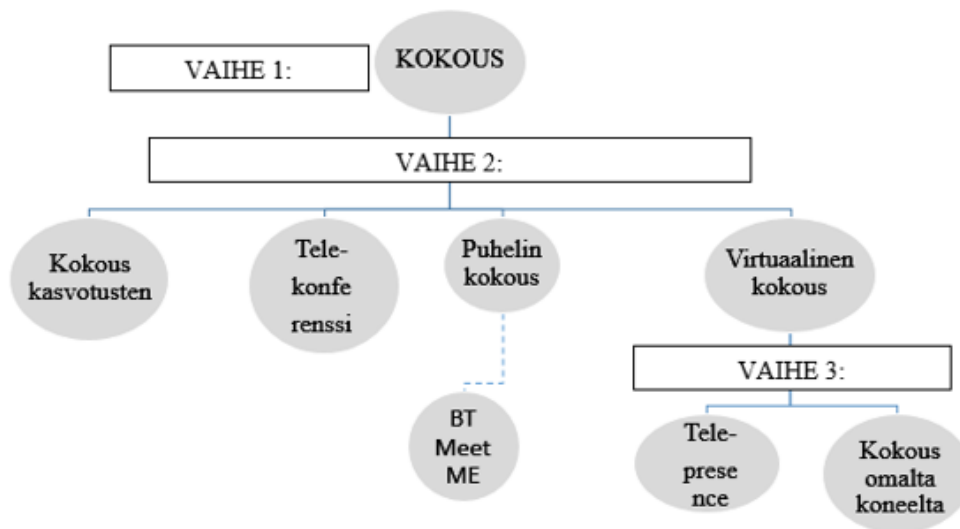 VAIHE 1:
KOKOUS
VAIHE 2:
Kokous
kasvotusten
Tele-
konfe
renssi
Puhelin
kokous
Virtuaalinen
kokous
VAIHE 3:
BT
Meet
ME
Tele-
prese
nce
Kokous
omalta
koneelta